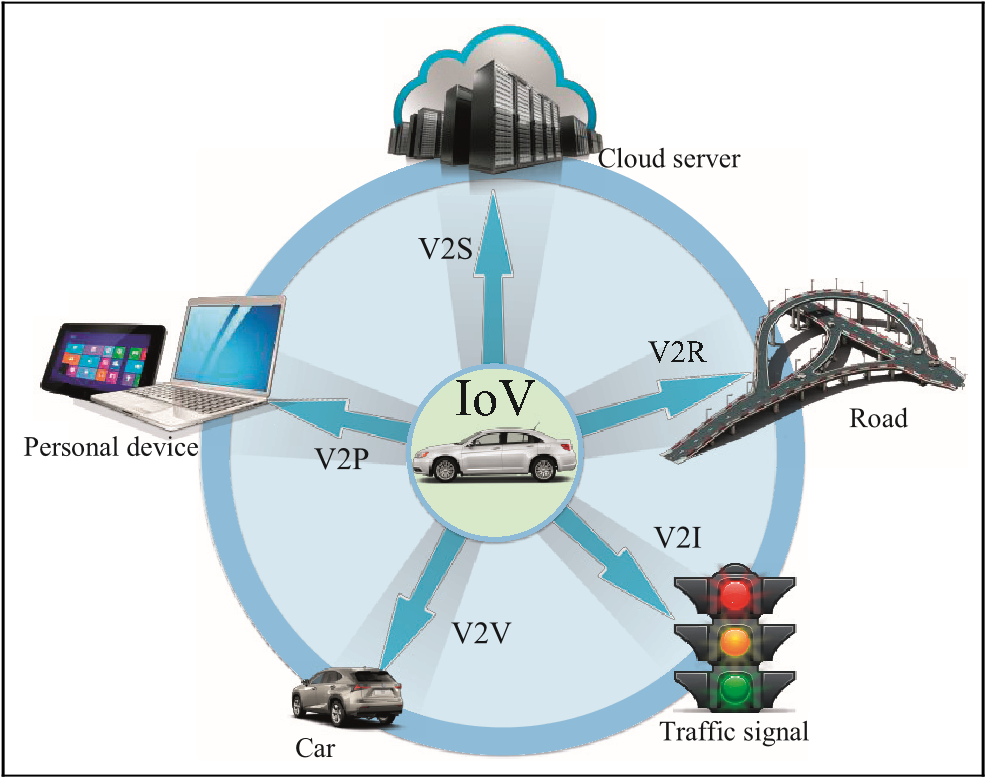 Cloud server
V2S
V2R
IoV
Road
Personal device
V2P
V2I
V2V
Traffic signal
Car